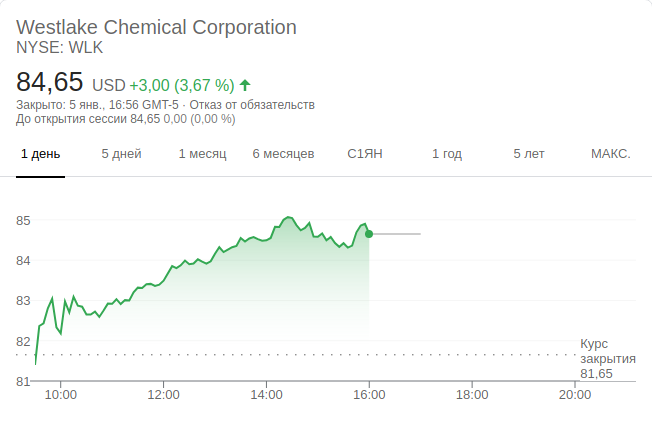 Westlake Chemical Corporation
NYSE: WLK
84,65 USD +3,00 (3,67 %)
Закрыто: 5 янв., 16:56 GMT-5 · Отказ от обязательств
До открытия сессии 84,65 0,00 (0,00 %)
1 день 5 дней 1 месяц 6 месяцев С1ЯН 1 год 5 лет МАКС.
85
84
83
82
81
Курс
закрытия
81,65
10:00 12:00 14:00 16:00 18:00 20:00